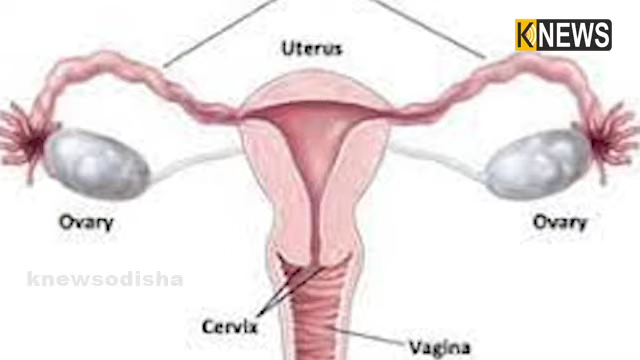 KNEWS
Uterus
Ovary
Ovary
knewsodisha
Cervix
Vagina